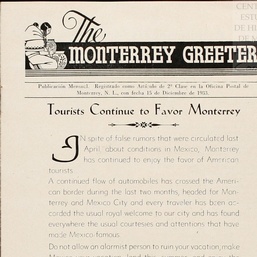 CENT
ESTU
DE HI
DE M
The
MONTERREY GREETER
Publicación Mensual. Registrado como Artículo de 2ª Clase en la Oficina Postal de
Monterrey, N. L., con fecha 15 de Diciembre de 1933.
Tourists Continue to Favor Monterrey
IN spite of false rumors that were circulated last
April about conditions in Mexico, Monterrey
has continued to enjoy the favor of American
tourists.
A continued flow of automobiles has crossed the Ameri-
can border during the last two months, headed for Mon-
terrey and Mexico City and every traveler has been ac-
corded the usual royal welcome to our city and has found
everywhere the usual courtesies and attentions that have
made Mexico famous.
Do not allow an alarmist person to ruin your vacation, make